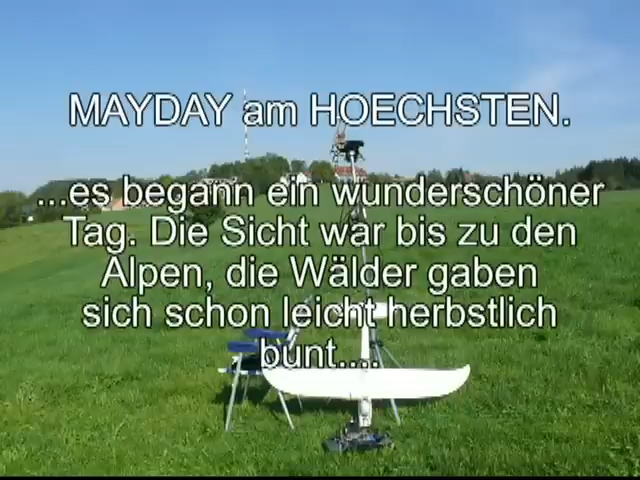 MAYDAY am HOECHSTEN.
...es begann ein wunderschöner
Tag. Die Sicht war bis zu den
Alpen, die Wälder gaben
sich schon leicht herbstlich
bunt....